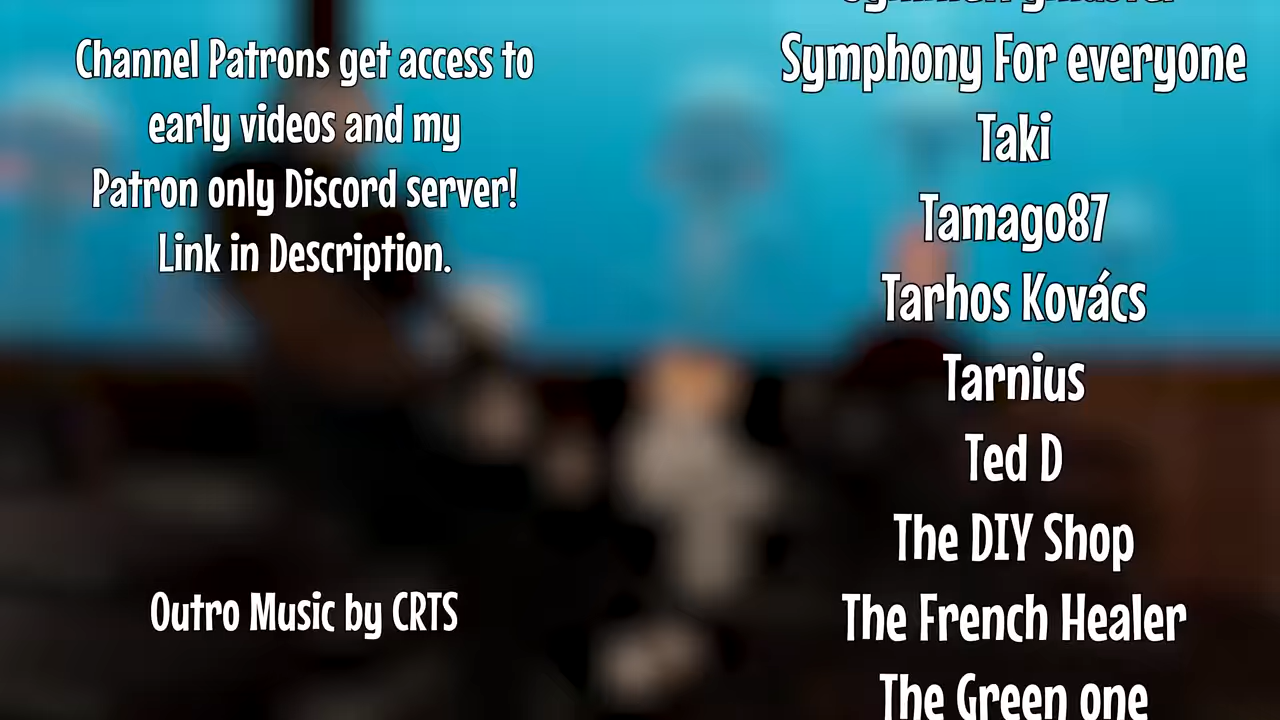 Channel Patrons get access to
early videos and my
Patron only Discord server!
Link in Description.
Outro Music by CRTS
Symphony For everyone
Taki
Tamago87
Tarhos Kovács
Tarnius
Ted D
The DIY Shop
The French Healer
The Green one